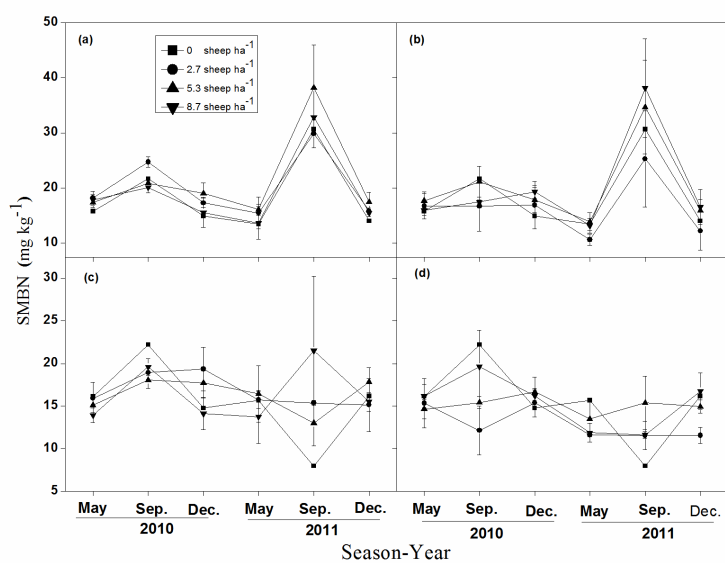 SMBN (mg kg⁻¹)
50
40
30
20
10
(a)
0 sheep ha⁻¹
2.7 sheep ha⁻¹
5.3 sheep ha⁻¹
8.7 sheep ha⁻¹
(b)
30
25
20
15
10
5
(c)
(d)
May Sep. Dec. May Sep. Dec. May Sep. Dec. May Sep. Dec.
2010 2011 2010 2011
Season-Year